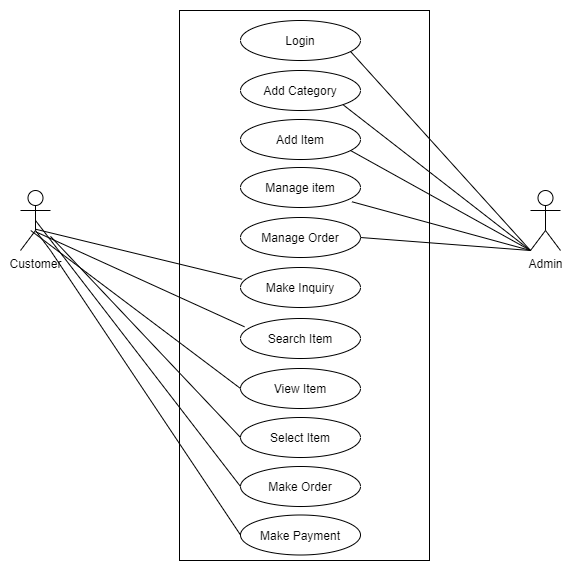 Login
Add Category
Add Item
Manage item
Manage Order
Customer
Admin
Make Inquiry
Search Item
View Item
Select Item
Make Order
Make Payment